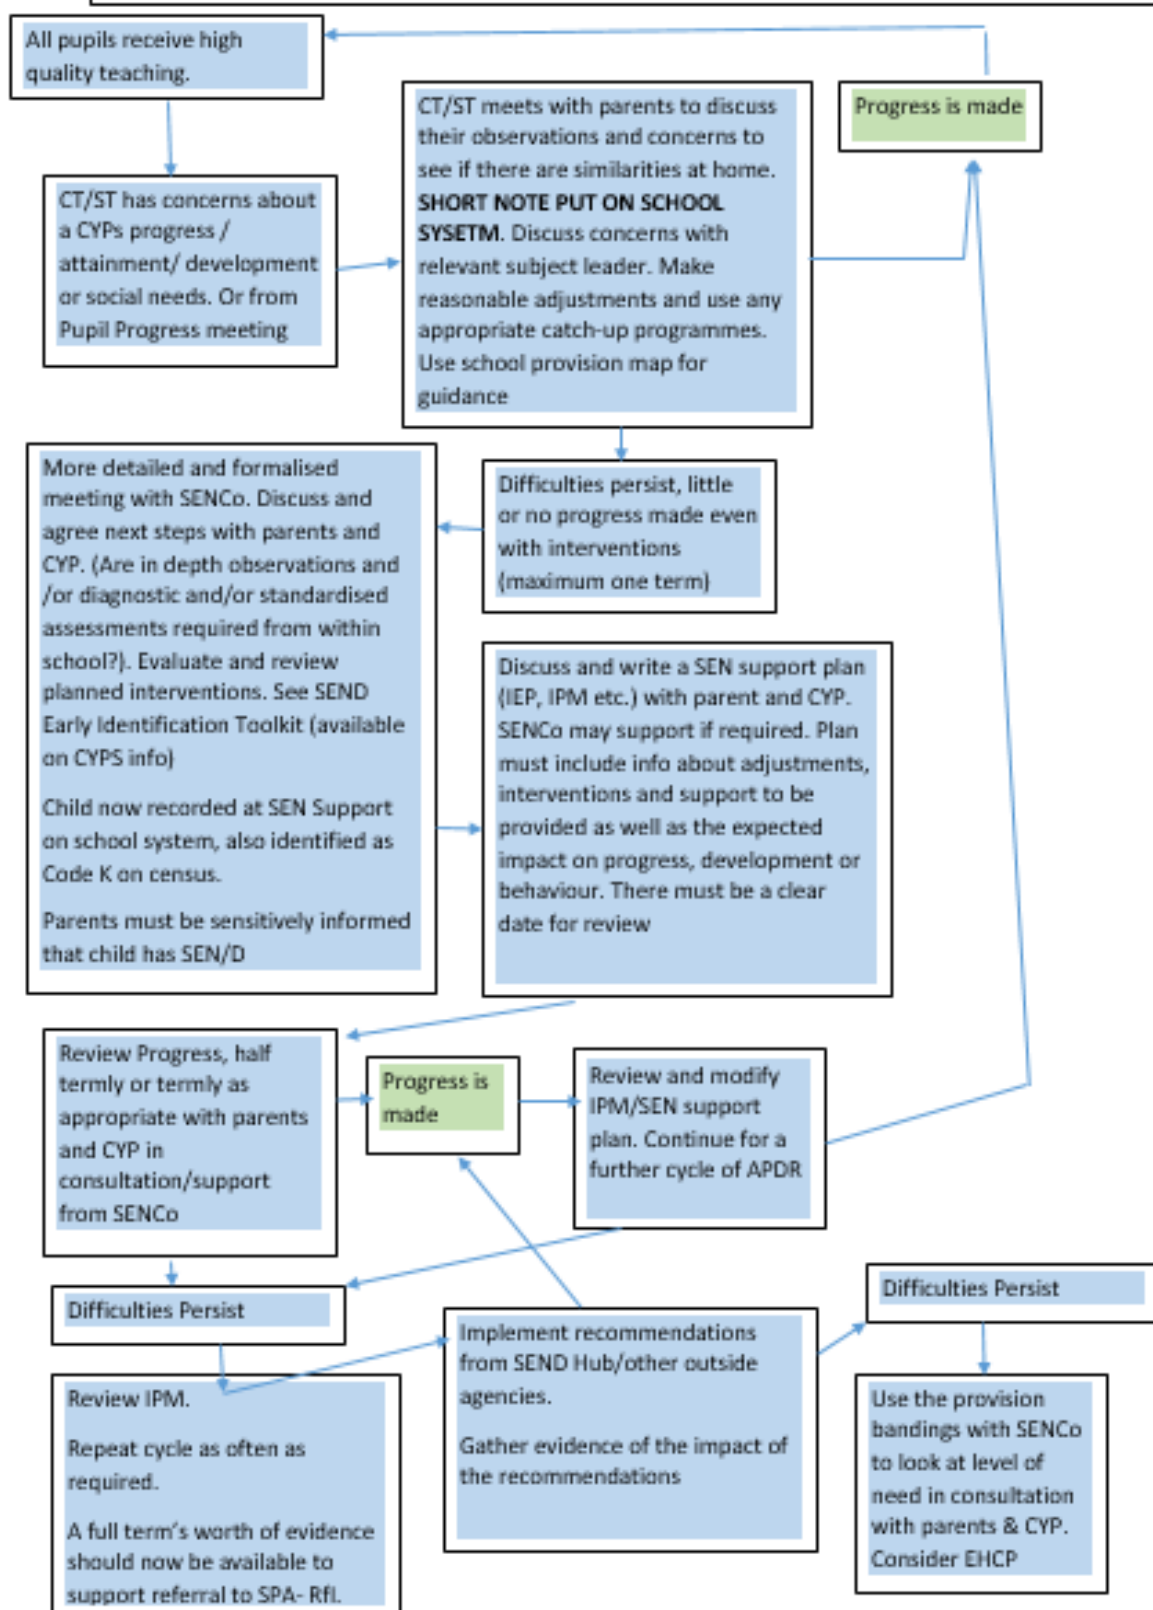 All pupils receive high
quality teaching.
Progress is made
CT/ST meets with parents to discuss
their observations and concerns to
see if there are similarities at home.
SHORT NOTE PUT ON SCHOOL
SYSETM. Discuss concerns with
relevant subject leader. Make
reasonable adjustments and use any
appropriate catch-up programmes.
Use school provision map for
guidance
CT/ST has concerns about
a CYPs progress /
attainment/ development
or social needs. Or from
Pupil Progress meeting
Difficulties persist, little
or no progress made even
with interventions
(maximum one term)
More detailed and formalised
meeting with SENCo. Discuss and
agree next steps with parents and
CYP. (Are in depth observations and
/or diagnostic and/or standardised
assessments required from within
school?). Evaluate and review
planned interventions. See SEND
Early Identification Toolkit (available
on CYPS info)
Child now recorded at SEN Support
on school system, also identified as
Code K on census.
Parents must be sensitively informed
that child has SEN/D
Discuss and write a SEN support plan
(IEP, IPM etc.) with parent and CYP.
SENCo may support if required. Plan
must include info about adjustments,
interventions and support to be
provided as well as the expected
impact on progress, development or
behaviour. There must be a clear
date for review
Review Progress, half
termly or termly as
appropriate with parents
and CYP in
consultation/support
from SENCo
Progress is
made
Review and modify
IPM/SEN support
plan. Continue for a
further cycle of APDR
Difficulties Persist
Difficulties Persist
Implement recommendations
from SEND Hub/other outside
agencies.
Gather evidence of the impact of
the recommendations
Review IPM.
Repeat cycle as often as
required.
A full term's worth of evidence
should now be available to
support referral to SPA- RfI.
Use the provision
bandings with SENCo
to look at level of
need in consultation
with parents & CYP.
Consider EHCP